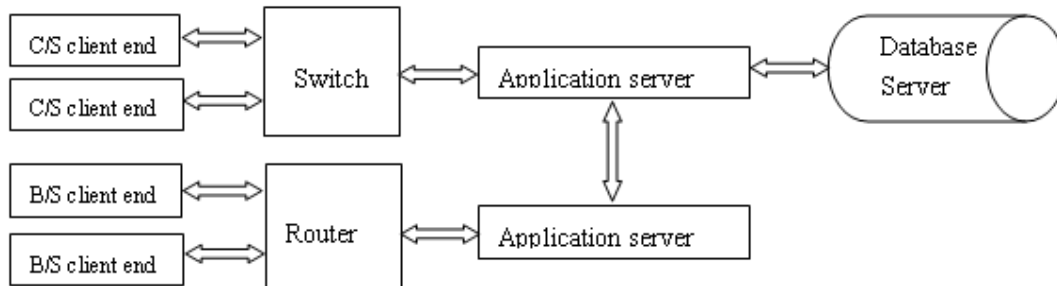 C/S client end
C/S client end
Switch
Application server
Database
Server
B/S client end
B/S client end
Router
Application server